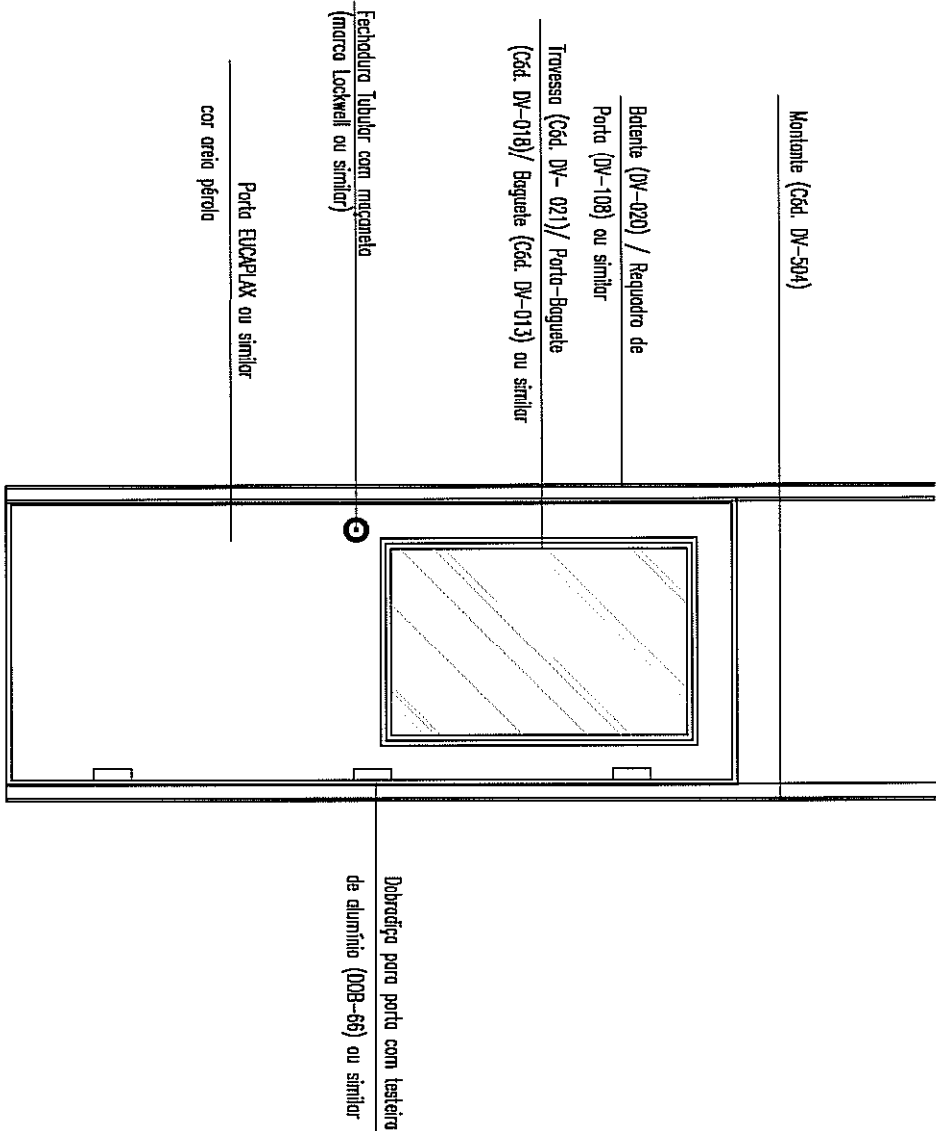 Montante (Cód. DV-504)
Batente (DV-020) / Requadro de
Porta (DV-108) ou similar
Travessa (Cód. DV- 021)/ Porta-Baguete
(Cód. DV-018)/ Baguete (Cód. DV-013) ou similar
Fechadura Tubular com maçaneta
(marca Lockwell ou similar)
Porta EUCAPLAX ou similar
cor areia pérola
Dobradiça para porta com testeira
de alumínio (DOB-66) ou similar